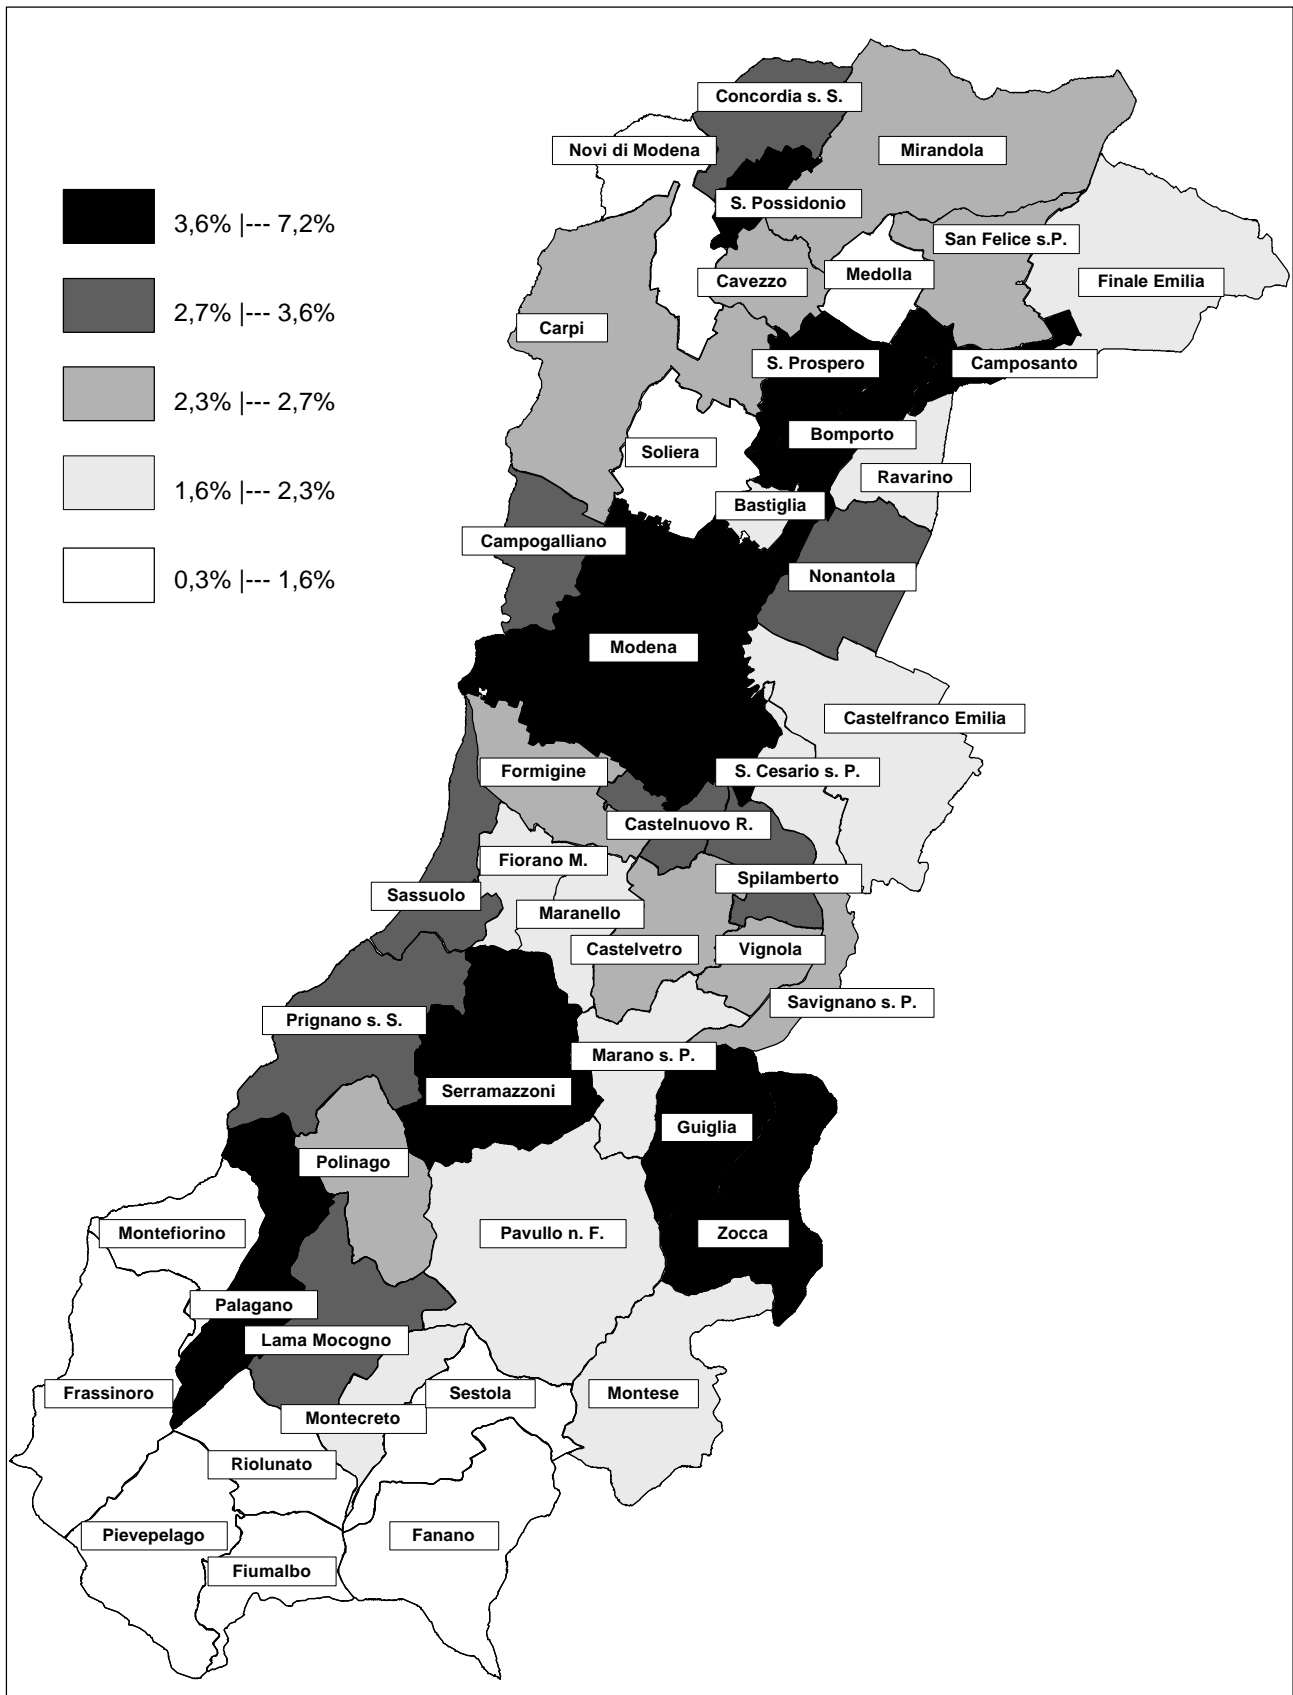 Concordia s. S.
Novi di Modena
Mirandola
S. Possidonio
3,6% |--- 7,2%
San Felice s.P.
Cavezzo
Medolla
Finale Emilia
2,7% |--- 3,6%
Carpi
S. Prospero
Camposanto
2,3% |--- 2,7%
Bomporto
Soliera
Ravarino
1,6% |--- 2,3%
Bastiglia
Campogalliano
0,3% |--- 1,6%
Nonantola
Modena
Castelfranco Emilia
Formigine
S. Cesario s. P.
Castelnuovo R.
Fiorano M.
Spilamberto
Sassuolo
Maranello
Castelvetro
Vignola
Savignano s. P.
Prignano s. S.
Marano s. P.
Serramazzoni
Guiglia
Polinago
Montefiorino
Pavullo n. F.
Zocca
Palagano
Lama Mocogno
Frassinoro
Sestola
Montese
Montecreto
Riolunato
Pievepelago
Fanano
Fiumalbo